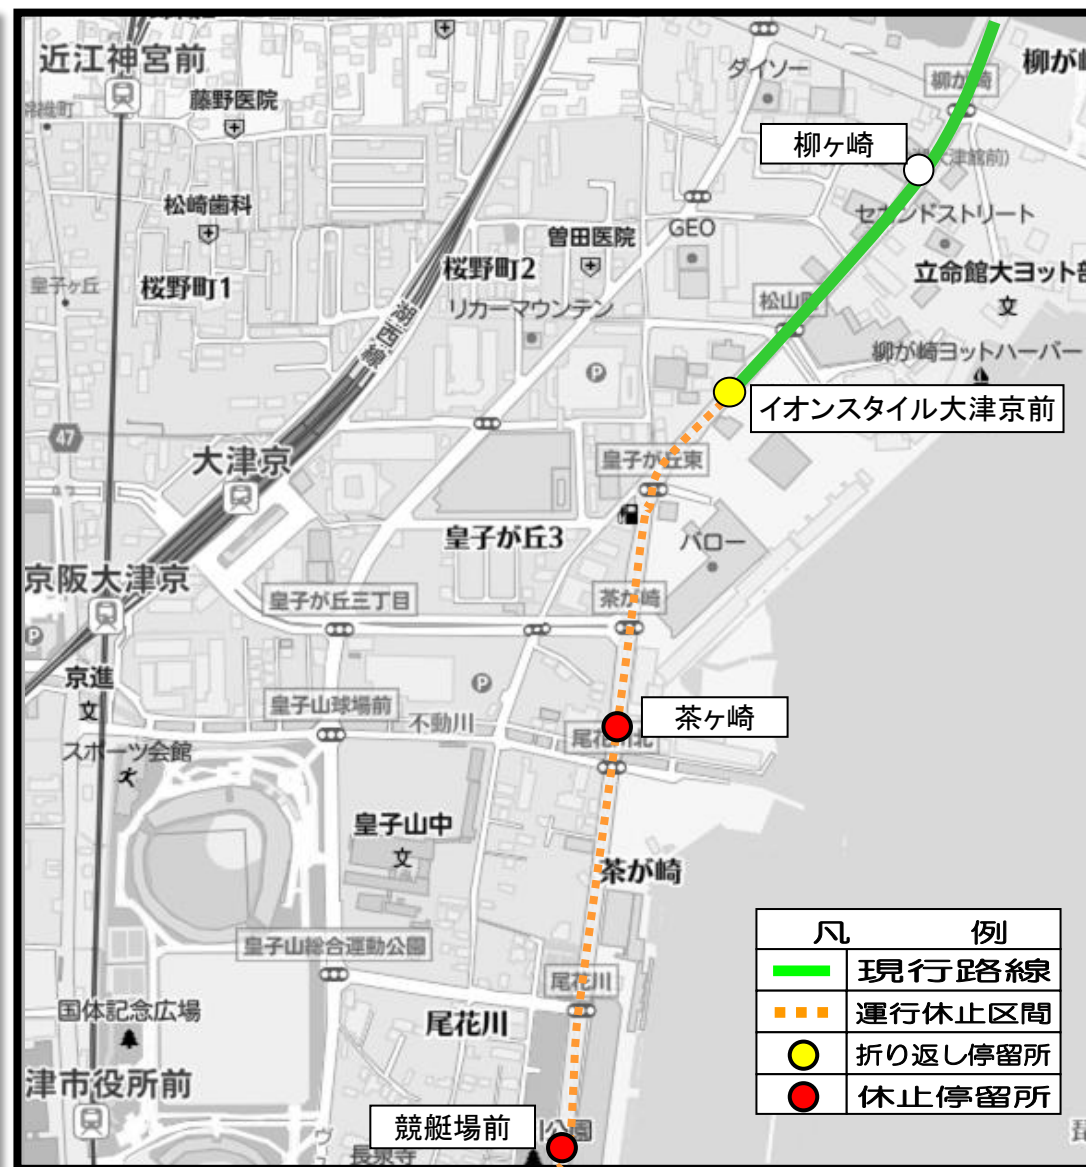 近江神宮前
藤野医院
ダイソー
柳が崎
柳ヶ崎
松崎歯科
セカンドストリート
曽田医院
GEO
皇子ヶ丘
桜野町1
桜野町2
立命館大ヨット部
リカーマウンテン
松山町
湖西線
柳が崎ヨットハーバー
イオンスタイル大津京前
47
大津京
皇子が丘東
皇子が丘3
バロー
京阪大津京
皇子が丘三丁目
茶が崎
京進
皇子山球場前
不動川
茶ヶ崎
尾花川北
スポーツ会館
皇子山中
茶が崎
皇子山総合運動公園
尾花川
国体記念広場
尾花川
津市役所前
競艇場前
公園
長泉寺
凡例
現行路線
運行休止区間
折り返し停留所
休止停留所